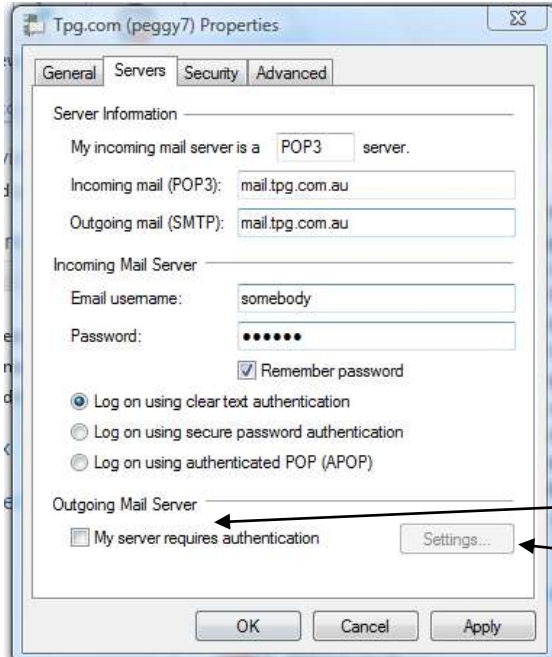 Tpg.com (peggy7) Properties
General Servers Security Advanced
Server Information
My incoming mail server is a POP3 server.
Incoming mail (POP3): mail.tpg.com.au
Outgoing mail (SMTP): mail.tpg.com.au
Incoming Mail Server
Email username: somebody
Password: ●●●●●●
Remember password
Log on using clear text authentication
Log on using secure password authentication
Log on using authenticated POP (APOP)
Outgoing Mail Server
My server requires authentication Settings...
OK Cancel Apply